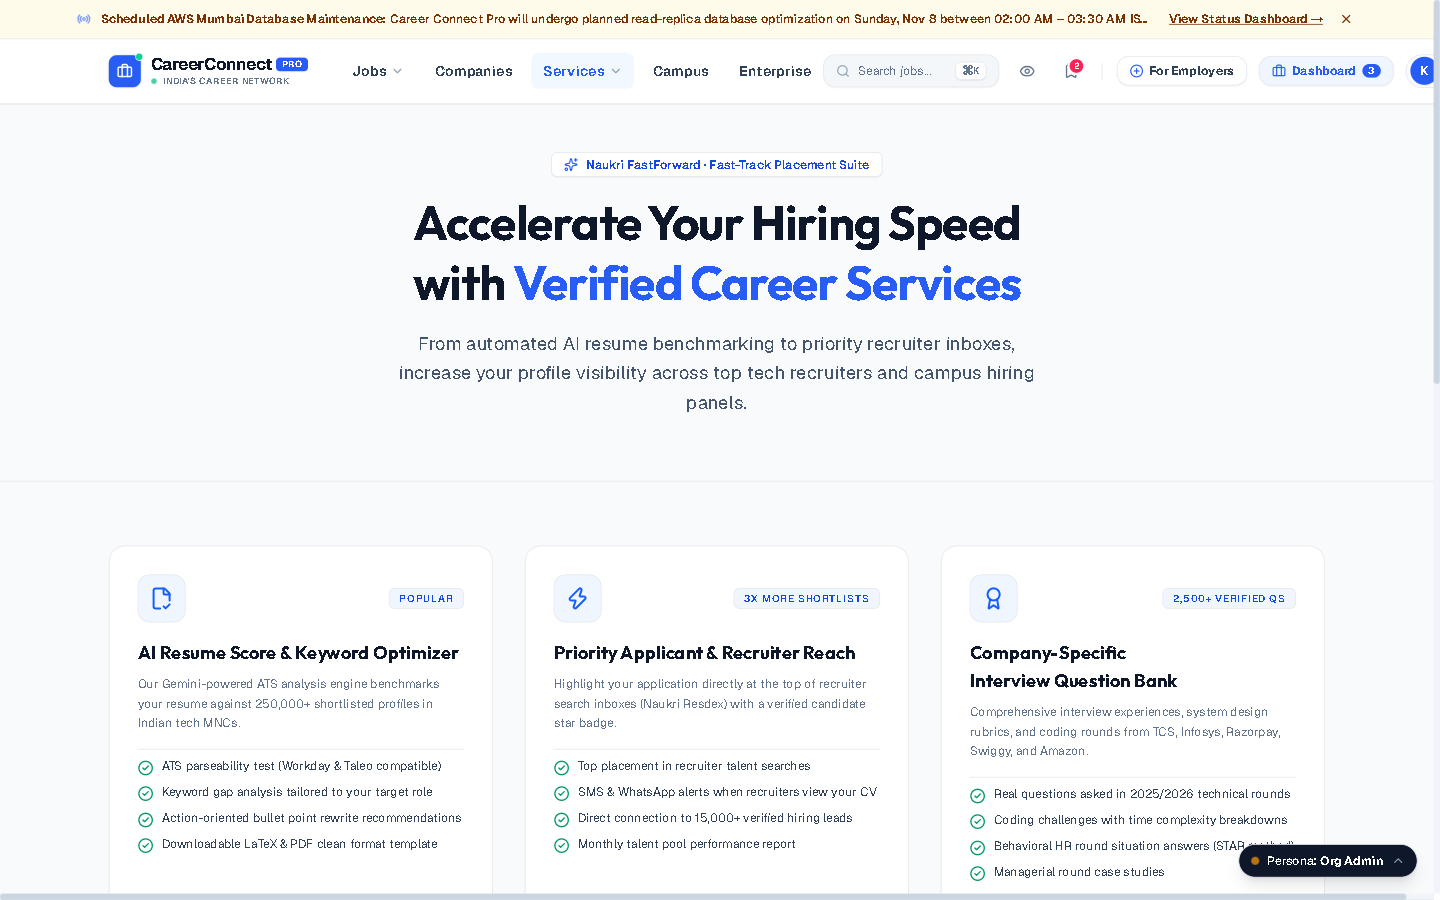 Scheduled AWS Mumbai Database Maintenance: Career Connect Pro will undergo planned read-replica database optimization on Sunday, Nov 8 between 02:00 AM – 03:30 AM IS... View Status Dashboard →
CareerConnect PRO
INDIA'S CAREER NETWORK
Jobs
Companies
Services
Campus
Enterprise
Search jobs...
⌘K
2
For Employers
Dashboard 3
K
Naukri FastForward · Fast-Track Placement Suite
Accelerate Your Hiring Speed
with Verified Career Services
From automated AI resume benchmarking to priority recruiter inboxes,
increase your profile visibility across top tech recruiters and campus hiring
panels.
POPULAR
AI Resume Score & Keyword Optimizer
Our Gemini-powered ATS analysis engine benchmarks
your resume against 250,000+ shortlisted profiles in
Indian tech MNCs.
ATS parseability test (Workday & Taleo compatible)
Keyword gap analysis tailored to your target role
Action-oriented bullet point rewrite recommendations
Downloadable LaTeX & PDF clean format template
3X MORE SHORTLISTS
Priority Applicant & Recruiter Reach
Highlight your application directly at the top of recruiter
search inboxes (Naukri Resdex) with a verified candidate
star badge.
Top placement in recruiter talent searches
SMS & WhatsApp alerts when recruiters view your CV
Direct connection to 15,000+ verified hiring leads
Monthly talent pool performance report
2,500+ VERIFIED QS
Company-Specific
Interview Question Bank
Comprehensive interview experiences, system design
rubrics, and coding rounds from TCS, Infosys, Razorpay,
Swiggy, and Amazon.
Real questions asked in 2025/2026 technical rounds
Coding challenges with time complexity breakdowns
Behavioral HR round situation answers (STAR
Managerial round case studies
Persona: Org Admin